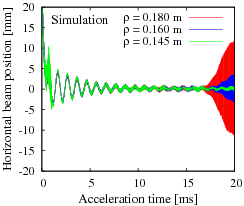 Simulation
ρ = 0.180 m
ρ = 0.160 m
ρ = 0.145 m
Horizontal beam position [mm]
20
15
10
5
0
-5
-10
-15
-20
0
5
10
15
20
Acceleration time [ms]